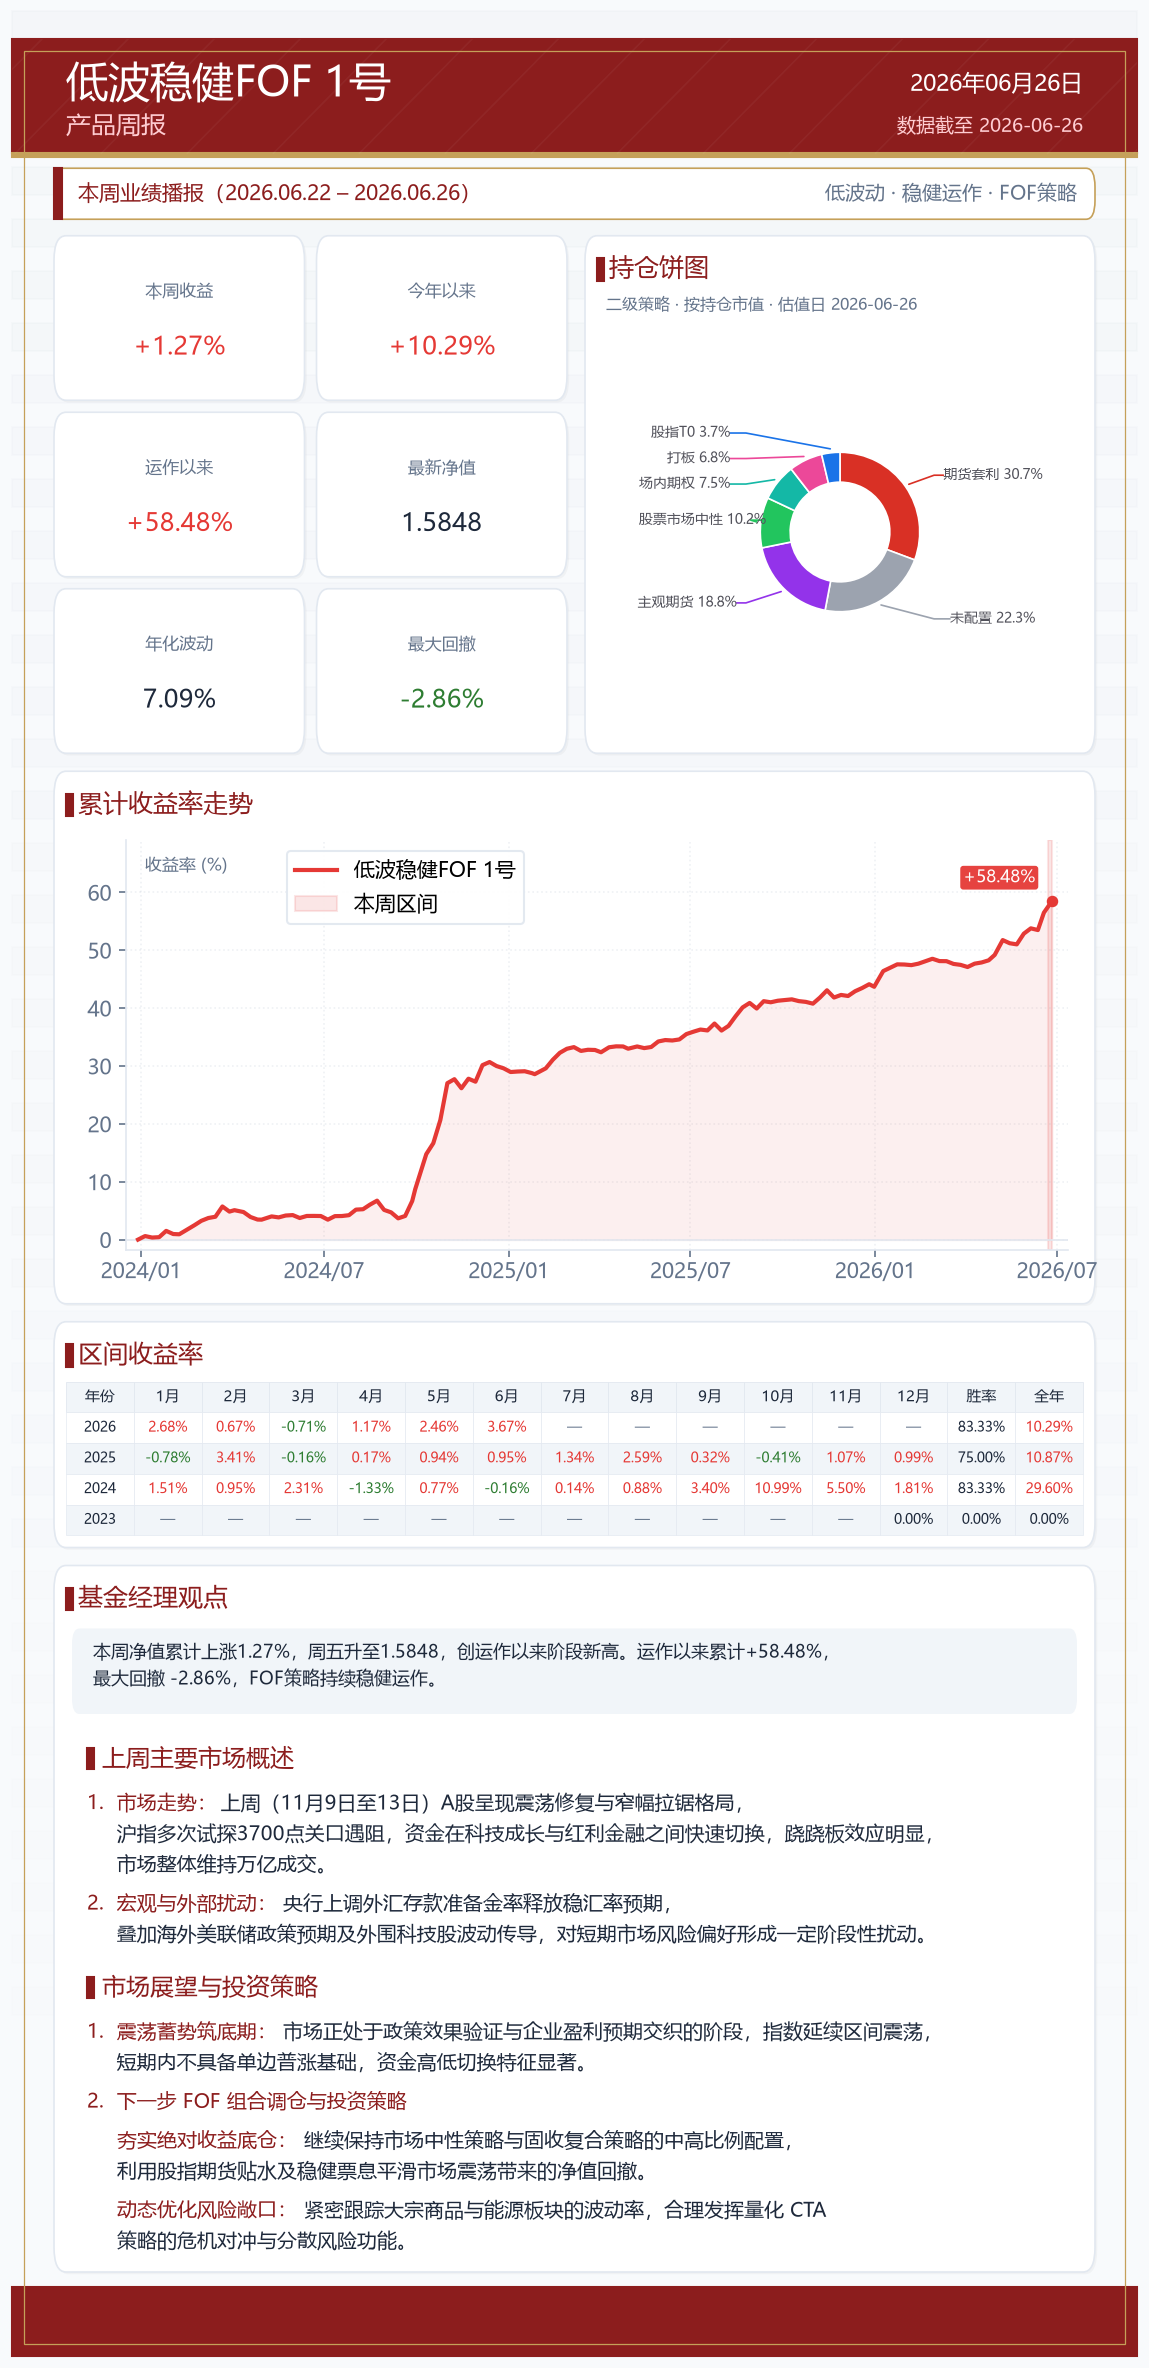 低波稳健FOF 1号
产品周报
2026年06月26日
数据截至 2026-06-26
本周业绩播报（2026.06.22 – 2026.06.26）
低波动 · 稳健运作 · FOF策略
本周收益
+1.27%
今年以来
+10.29%
运作以来
+58.48%
最新净值
1.5848
年化波动
7.09%
最大回撤
-2.86%
持仓饼图
二级策略 · 按持仓市值 · 估值日 2026-06-26
股指T0 3.7%
打板 6.8%
场内期权 7.5%
股票市场中性 10.2%
主观期货 18.8%
期货套利 30.7%
未配置 22.3%
累计收益率走势
收益率 (%)
低波稳健FOF 1号
本周区间
+58.48%
60
50
40
30
20
10
0
2024/01 2024/07 2025/01 2025/07 2026/01 2026/07
区间收益率
年份 1月 2月 3月 4月 5月 6月 7月 8月 9月 10月 11月 12月 胜率 全年
2026 2.68% 0.67% -0.71% 1.17% 2.46% 3.67% — — — — — — 83.33% 10.29%
2025 -0.78% 3.41% -0.16% 0.17% 0.94% 0.95% 1.34% 2.59% 0.32% -0.41% 1.07% 0.99% 75.00% 10.87%
2024 1.51% 0.95% 2.31% -1.33% 0.77% -0.16% 0.14% 0.88% 3.40% 10.99% 5.50% 1.81% 83.33% 29.60%
2023 — — — — — — — — — — — 0.00% 0.00% 0.00%
基金经理观点
本周净值累计上涨1.27%，周五升至1.5848，创运作以来阶段新高。运作以来累计+58.48%，
最大回撤 -2.86%，FOF策略持续稳健运作。
上周主要市场概述
1. 市场走势： 上周（11月9日至13日）A股呈现震荡修复与窄幅拉锯格局，
沪指多次试探3700点关口遇阻，资金在科技成长与红利金融之间快速切换，跷跷板效应明显，
市场整体维持万亿成交。
2. 宏观与外部扰动： 央行上调外汇存款准备金率释放稳汇率预期，
叠加海外美联储政策预期及外围科技股波动传导，对短期市场风险偏好形成一定阶段性扰动。
市场展望与投资策略
1. 震荡蓄势筑底期： 市场正处于政策效果验证与企业盈利预期交织的阶段，指数延续区间震荡，
短期内不具备单边普涨基础，资金高低切换特征显著。
2. 下一步 FOF 组合调仓与投资策略
夯实绝对收益底仓： 继续保持市场中性策略与固收复合策略的中高比例配置，
利用股指期货贴水及稳健票息平滑市场震荡带来的净值回撤。
动态优化风险敞口： 紧密跟踪大宗商品与能源板块的波动率，合理发挥量化 CTA
策略的危机对冲与分散风险功能。